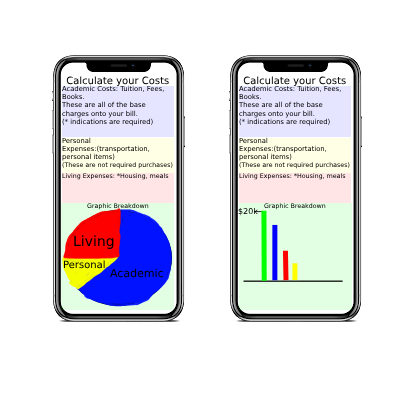 Calculate your Costs
Academic Costs: Tuition, Fees,
Books.
These are all of the base
charges onto your bill.
(* indications are required)
Personal
Expenses:(transportation,
personal items)
(These are not required purchases)
Living Expenses: *Housing, meals
Graphic Breakdown
Living
Personal
Academic
Calculate your Costs
Academic Costs: Tuition, Fees,
Books.
These are all of the base
charges onto your bill.
(* indications are required)
Personal
Expenses:(transportation,
personal items)
(These are not required purchases)
Living Expenses: *Housing, meals
Graphic Breakdown
$20k